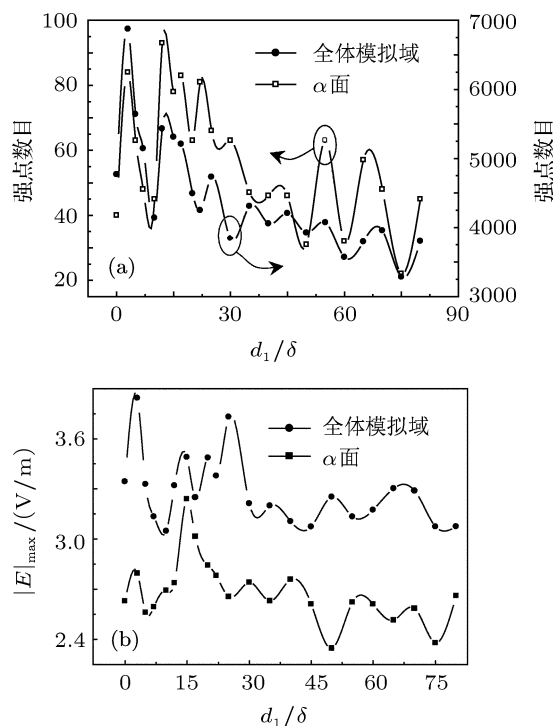 100
80
60
40
20
7000
6000
5000
4000
3000
强点数目
强点数目
全体模拟域
α面
(a)
0 30 60 90
d₁/δ
3.6
3.0
2.4
|E|max/(V/m)
全体模拟域
α面
(b)
0 15 30 45 60 75
d₁/δ